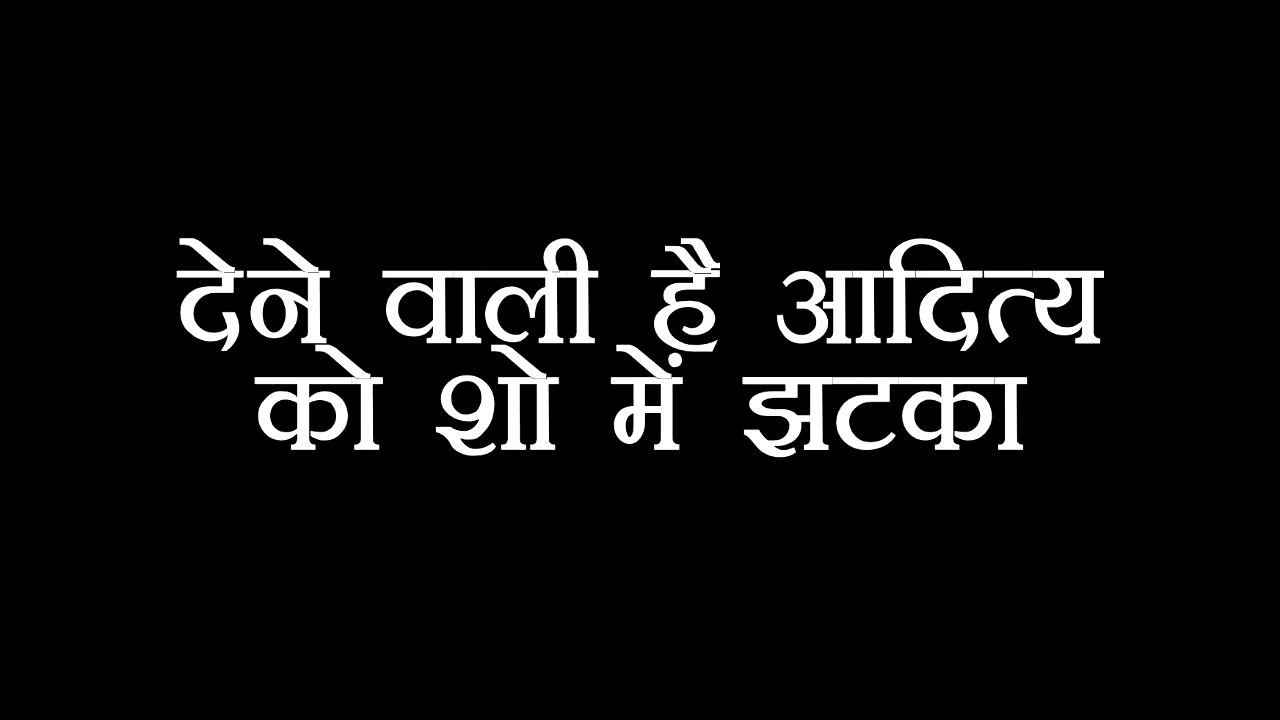 देने वाली है आदित्य
को शो में झटका